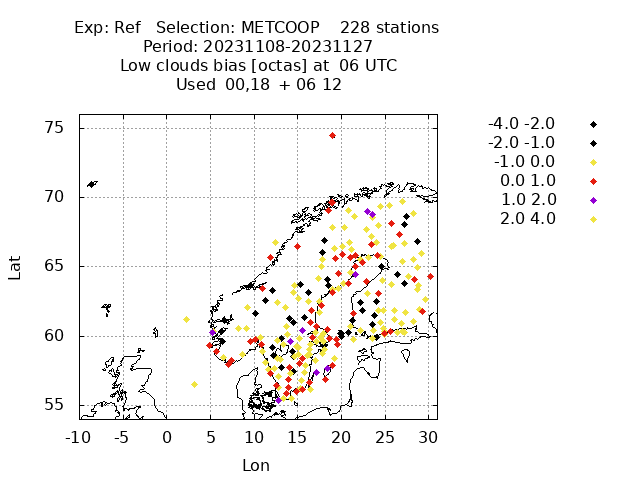 Exp: Ref   Selection: METCOOP    228 stations
Period: 20231108-20231127
Low clouds bias [octas] at  06 UTC
Used  00,18  + 06 12
-4.0 -2.0
-2.0 -1.0
-1.0 0.0
0.0 1.0
1.0 2.0
2.0 4.0
Lat
75
70
65
60
55
-10 -5 0 5 10 15 20 25 30
Lon